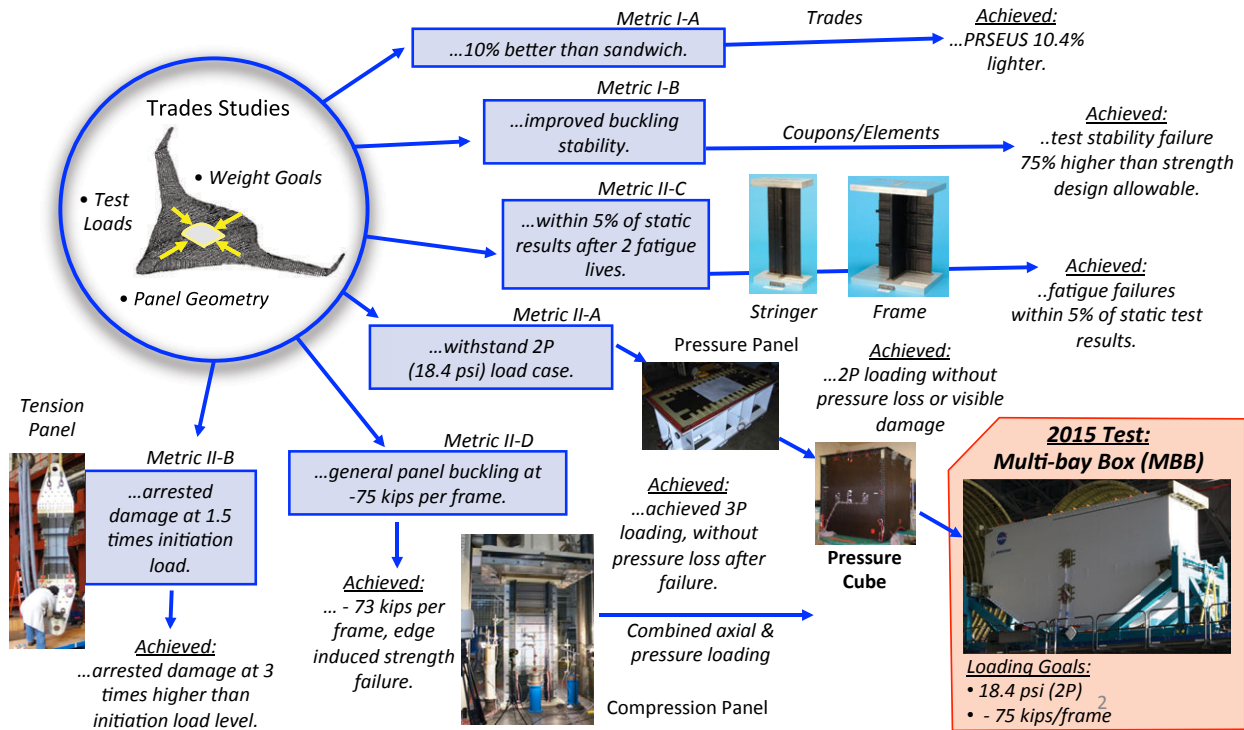 Metric I-A
…10% better than sandwich.
Trades
Achieved:
…PRSEUS 10.4%
lighter.
Trades Studies
• Weight Goals
• Test
Loads
• Panel Geometry
Metric I-B
…improved buckling
stability.
Coupons/Elements
Achieved:
..test stability failure
75% higher than strength
design allowable.
Metric II-C
…within 5% of static
results after 2 fatigue
lives.
Stringer
Frame
Achieved:
..fatigue failures
within 5% of static test
results.
Metric II-A
…withstand 2P
(18.4 psi) load case.
Pressure Panel
Achieved:
…2P loading without
pressure loss or visible
damage
Tension
Panel
Metric II-B
…arrested
damage at 1.5
times initiation
load.
Achieved:
…arrested damage at 3
times higher than
initiation load level.
Metric II-D
…general panel buckling at
-75 kips per frame.
Achieved:
… - 73 kips per
frame, edge
induced strength
failure.
Achieved:
…achieved 3P
loading, without
pressure loss after
failure.
Pressure
Cube
Combined axial &
pressure loading
Compression Panel
2015 Test:
Multi-bay Box (MBB)
Loading Goals:
• 18.4 psi (2P)
• - 75 kips/frame
2